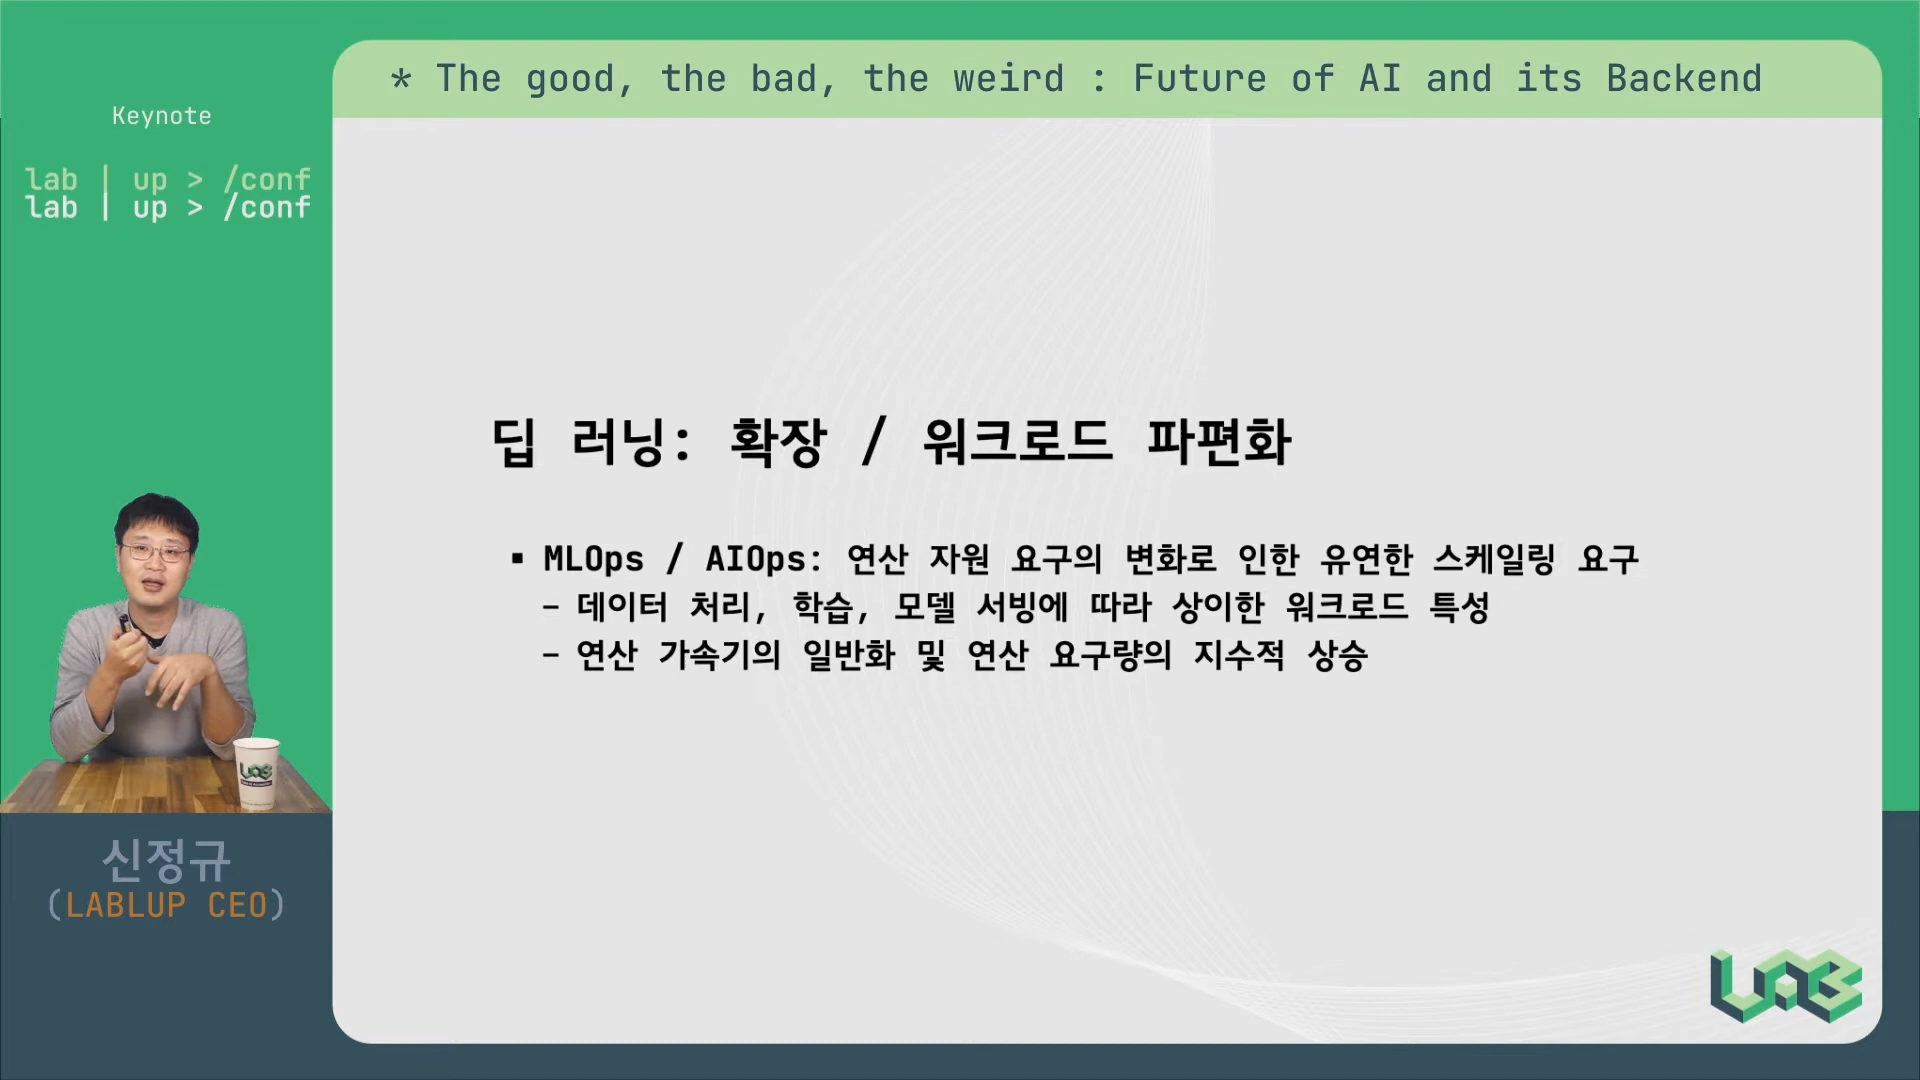 * The good, the bad, the weird : Future of AI and its Backend
Keynote
lab | up > /conf
lab | up > /conf
딥 러닝: 확장 / 워크로드 파편화
▪ MLOps / AIOps: 연산 자원 요구의 변화로 인한 유연한 스케일링 요구
– 데이터 처리, 학습, 모델 서빙에 따라 상이한 워크로드 특성
– 연산 가속기의 일반화 및 연산 요구량의 지수적 상승
신정규
(LABLUP CEO)
LAB
LAB